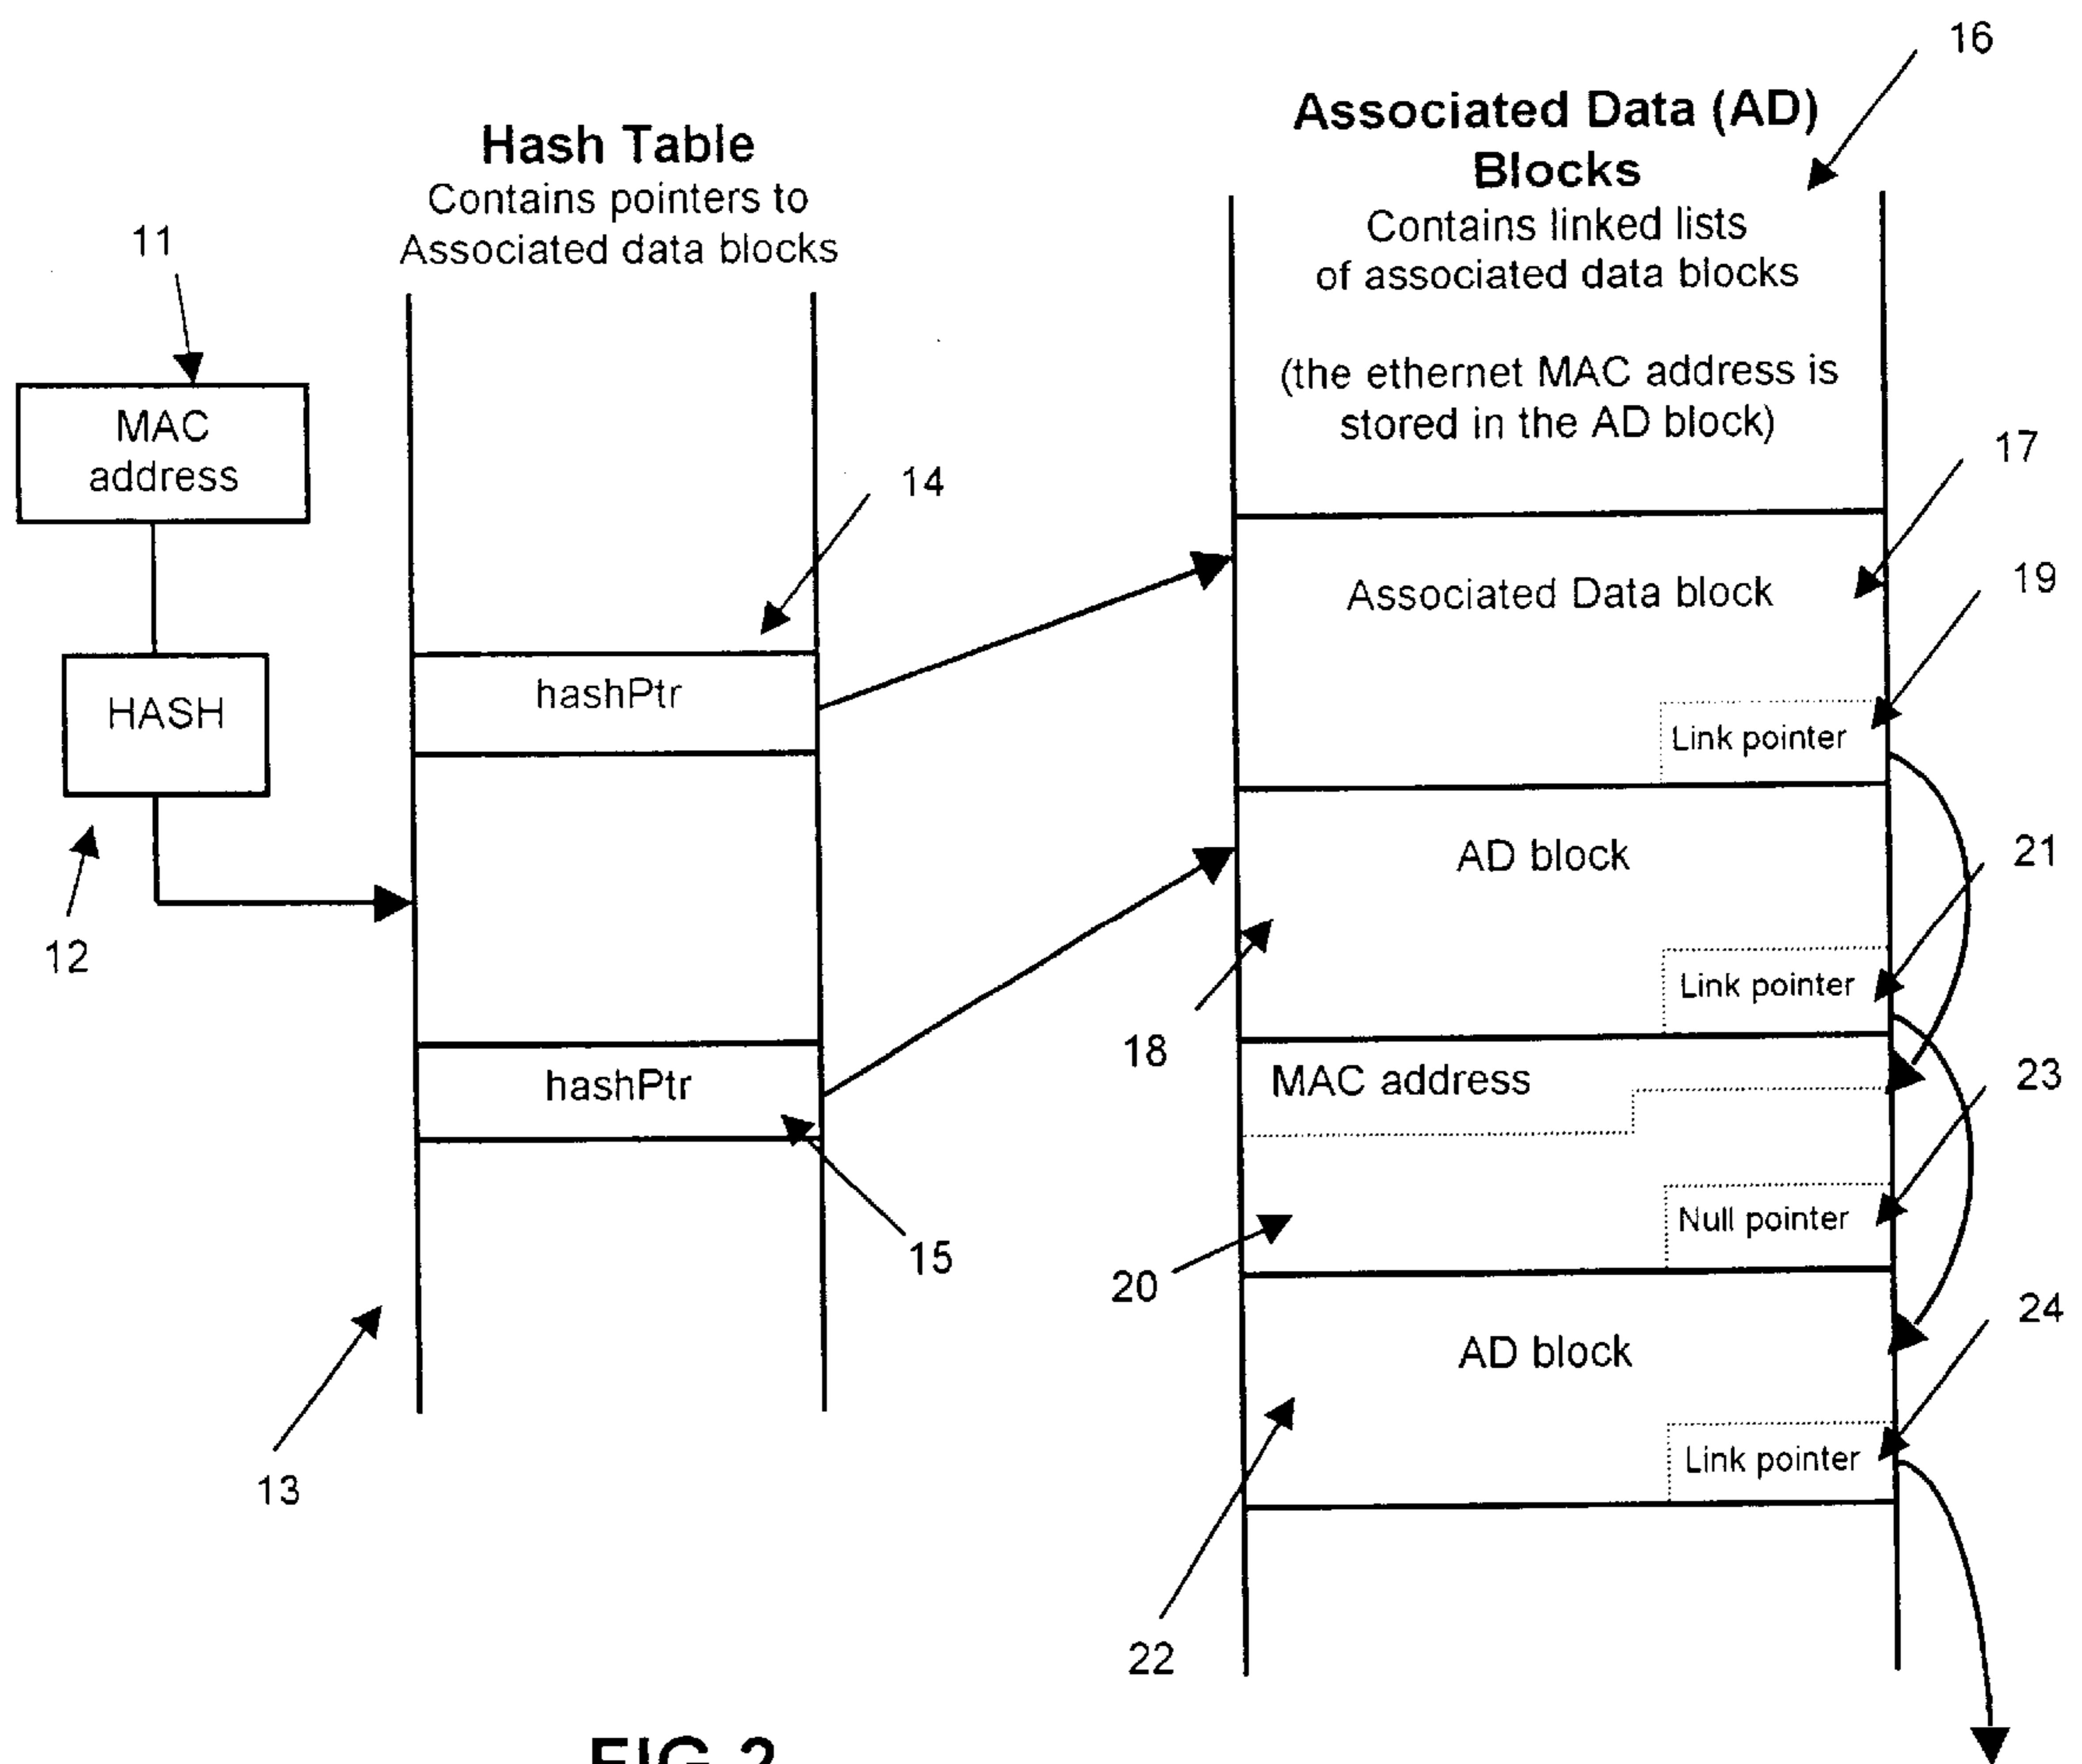 16
Associated Data (AD)
Blocks
Contains linked lists
of associated data blocks
(the ethernet MAC address is
stored in the AD block)
Hash Table
Contains pointers to
Associated data blocks
11
MAC
address
HASH
12
14
hashPtr
hashPtr
15
13
17
Associated Data block
19
Link pointer
AD block
18
21
Link pointer
MAC address
23
Null pointer
20
AD block
24
Link pointer
22
FIG 2